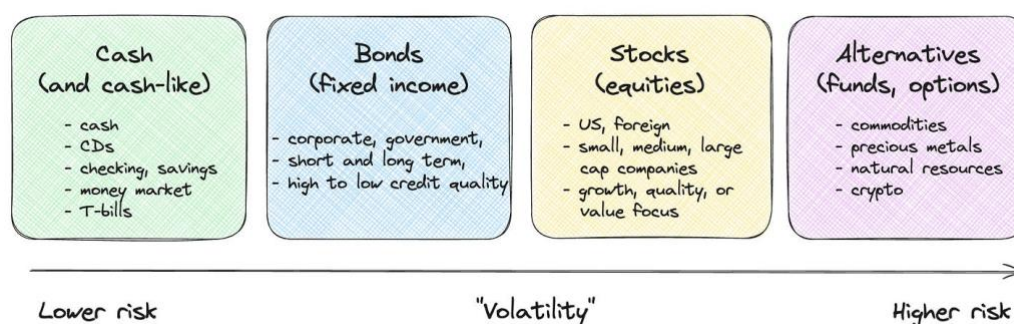 Cash
(and cash-like)
- cash
- CDs
- checking, savings
- money market
- T-bills
Bonds
(fixed income)
- corporate, government,
- short and long term,
- high to low credit quality
Stocks
(equities)
- US, foreign
- small, medium, large
cap companies
- growth, quality, or
value focus
Alternatives
(funds, options)
- commodities
- precious metals
- natural resources
- crypto
Lower risk
"Volatility"
Higher risk